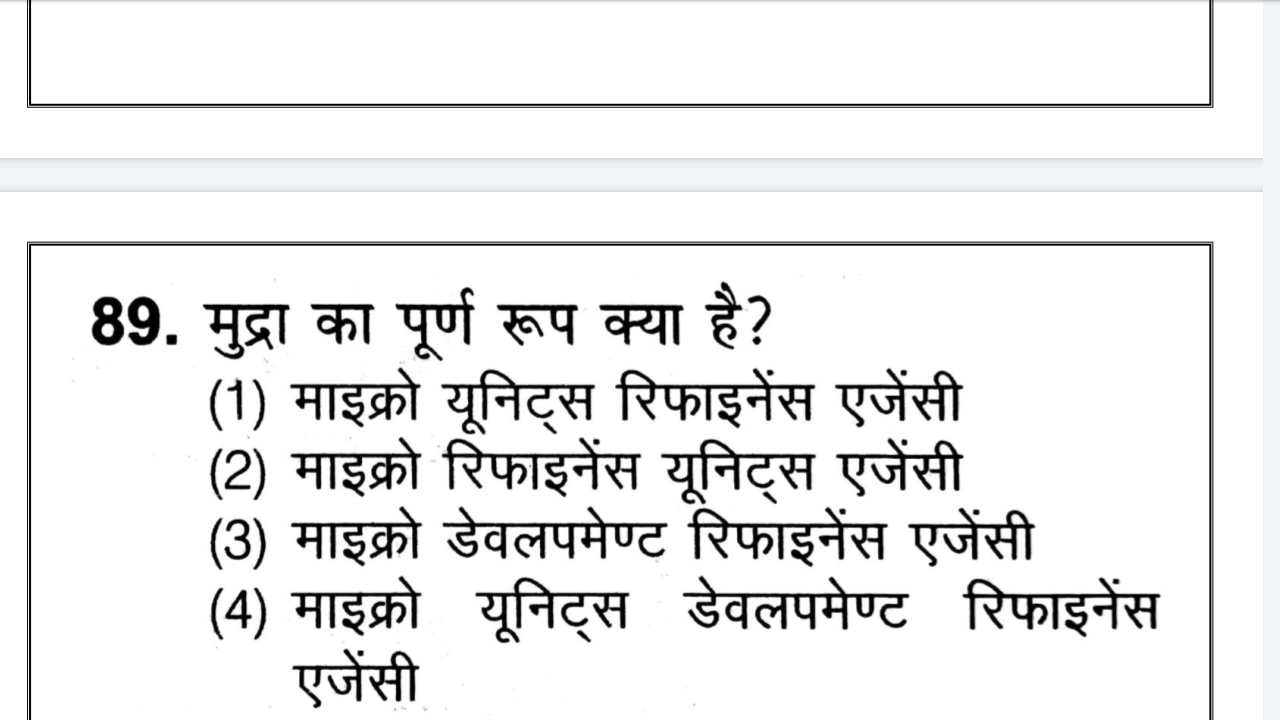 89. मुद्रा का पूर्ण रूप क्या है?
(1) माइक्रो यूनिट्स रिफाइनेंस एजेंसी
(2) माइक्रो रिफाइनेंस यूनिट्स एजेंसी
(3) माइक्रो डेवलपमेण्ट रिफाइनेंस एजेंसी
(4) माइक्रो यूनिट्स डेवलपमेण्ट रिफाइनेंस
एजेंसी